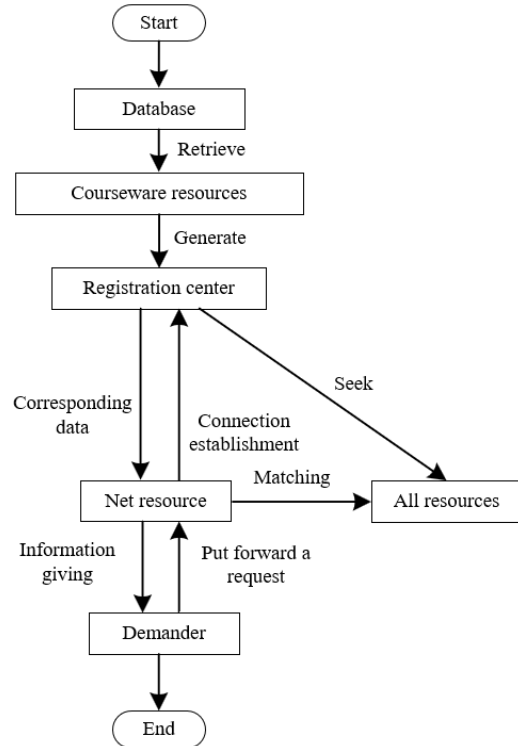 Start
Database
Retrieve
Courseware resources
Generate
Registration center
Seek
Corresponding
data
Connection
establishment
Matching
Net resource
All resources
Information
giving
Put forward a
request
Demander
End